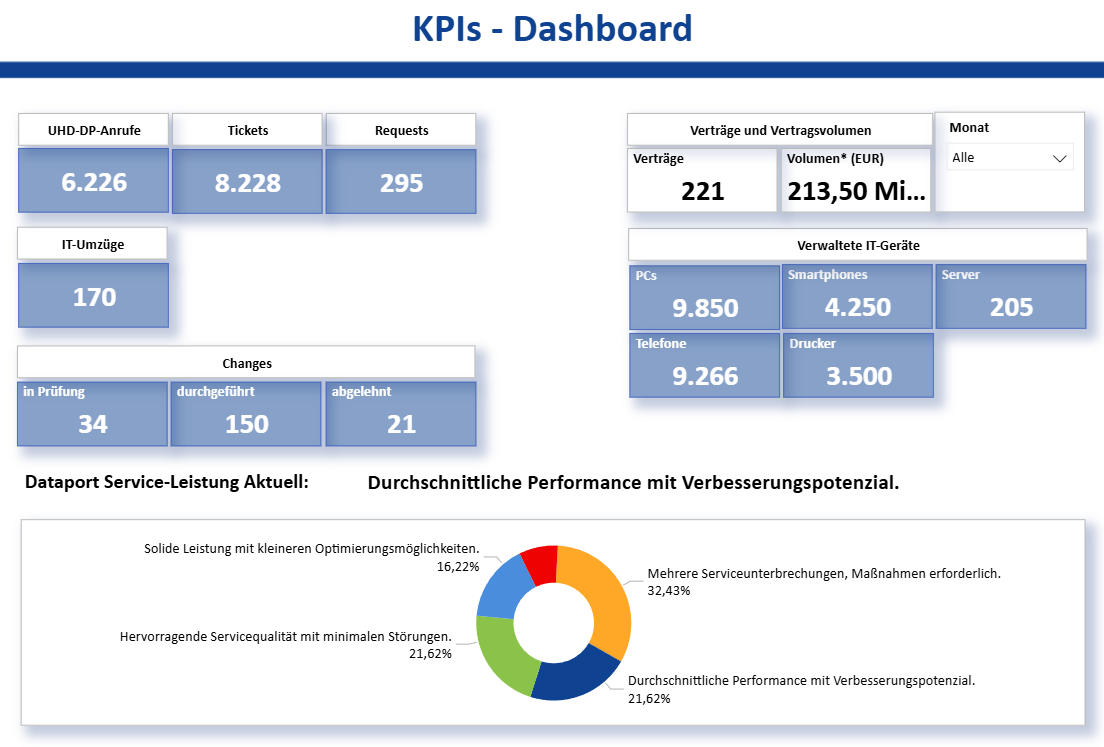 KPIs - Dashboard
UHD-DP-Anrufe
6.226
Tickets
8.228
Requests
295
IT-Umzüge
170
Changes
in Prüfung
34
durchgeführt
150
abgelehnt
21
Verträge und Vertragsvolumen
Verträge
221
Volumen* (EUR)
213,50 Mi...
Monat
Alle
Verwaltete IT-Geräte
PCs
9.850
Smartphones
4.250
Server
205
Telefone
9.266
Drucker
3.500
Dataport Service-Leistung Aktuell:
Durchschnittliche Performance mit Verbesserungspotenzial.
Solide Leistung mit kleineren Optimierungsmöglichkeiten.
16,22%
Mehrere Serviceunterbrechungen, Maßnahmen erforderlich.
32,43%
Hervorragende Servicequalität mit minimalen Störungen.
21,62%
Durchschnittliche Performance mit Verbesserungspotenzial.
21,62%